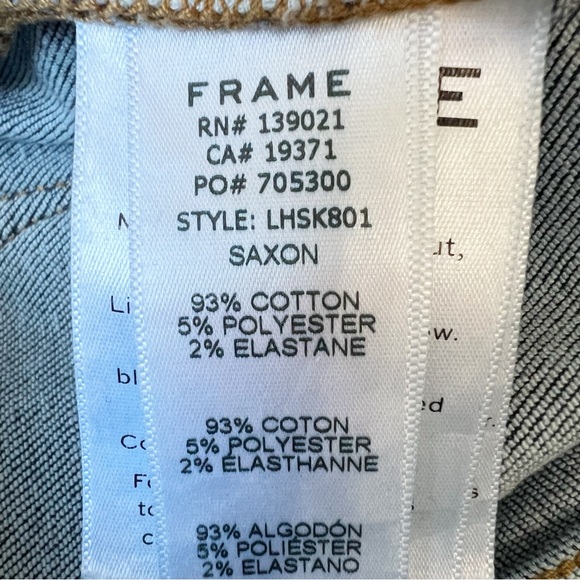 FRAME
RN# 139021
CA# 19371
PO# 705300
STYLE: LHSK801
SAXON
93% COTTON
5% POLYESTER
2% ELASTANE
93% COTON
5% POLYESTER
2% ELASTHANNE
93% ALGODÓN
5% POLIÉSTER
2% ELASTANO